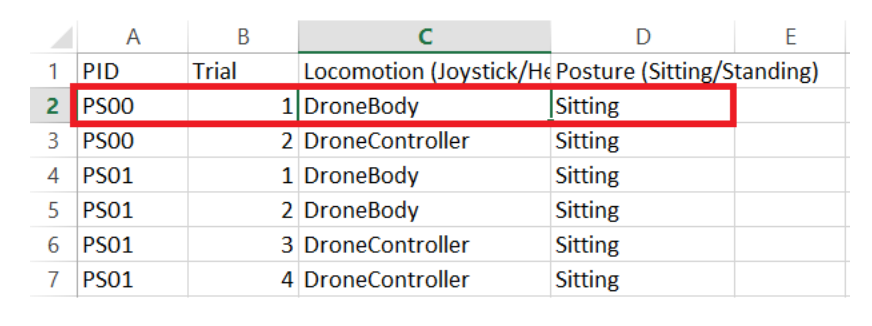 A B C D E
1 PID Trial Locomotion (Joystick/He Posture (Sitting/Standing)
2 PS00 1 DroneBody Sitting
3 PS00 2 DroneController Sitting
4 PS01 1 DroneBody Sitting
5 PS01 2 DroneBody Sitting
6 PS01 3 DroneController Sitting
7 PS01 4 DroneController Sitting